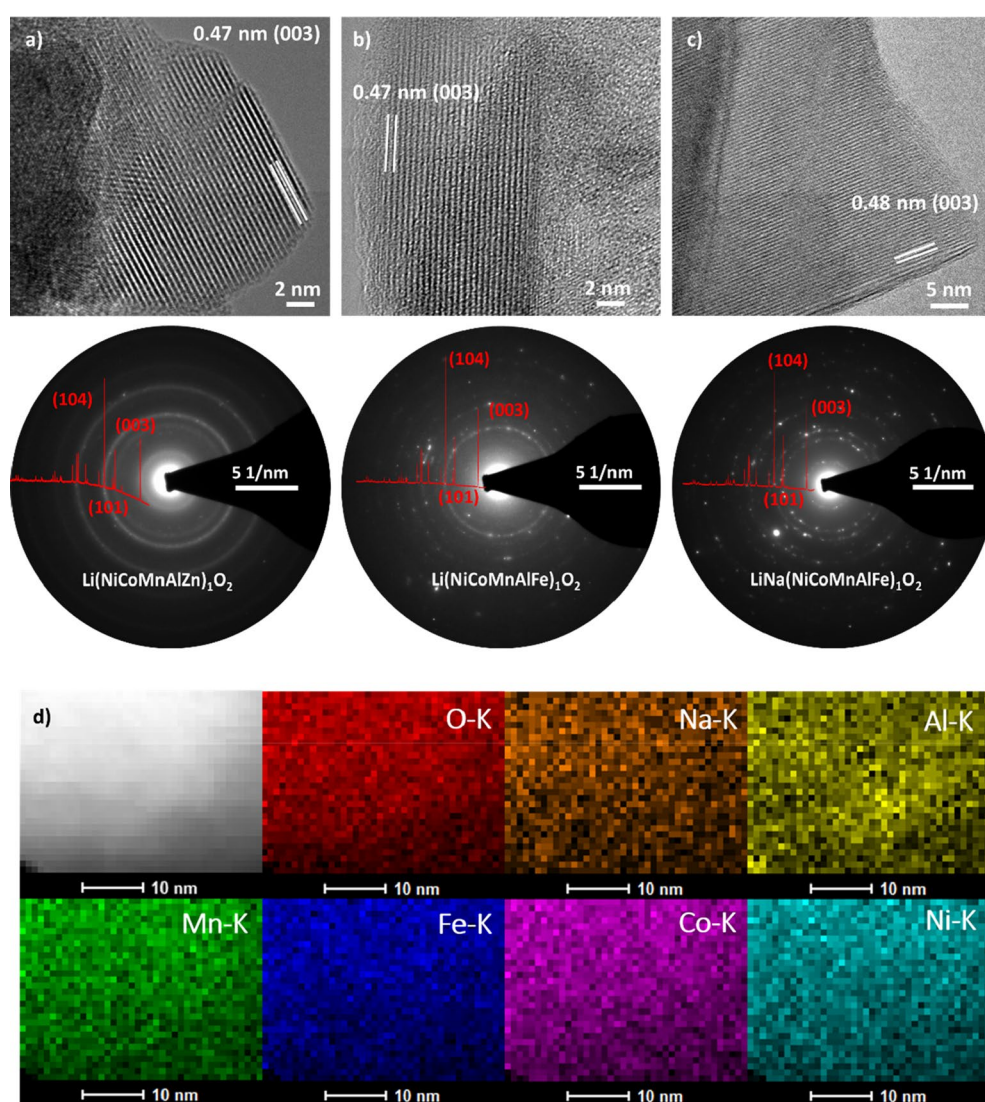 a)
0.47 nm (003)
2 nm
b)
0.47 nm (003)
2 nm
c)
0.48 nm (003)
5 nm
(104)
(003)
(101)
5 1/nm
Li(NiCoMnAlZn)₁O₂
(104)
(003)
(101)
5 1/nm
Li(NiCoMnAlFe)₁O₂
(104)
(003)
(101)
5 1/nm
LiNa(NiCoMnAlFe)₁O₂
d)
O-K
Na-K
Al-K
10 nm
10 nm
10 nm
10 nm
Mn-K
Fe-K
Co-K
Ni-K
10 nm
10 nm
10 nm
10 nm